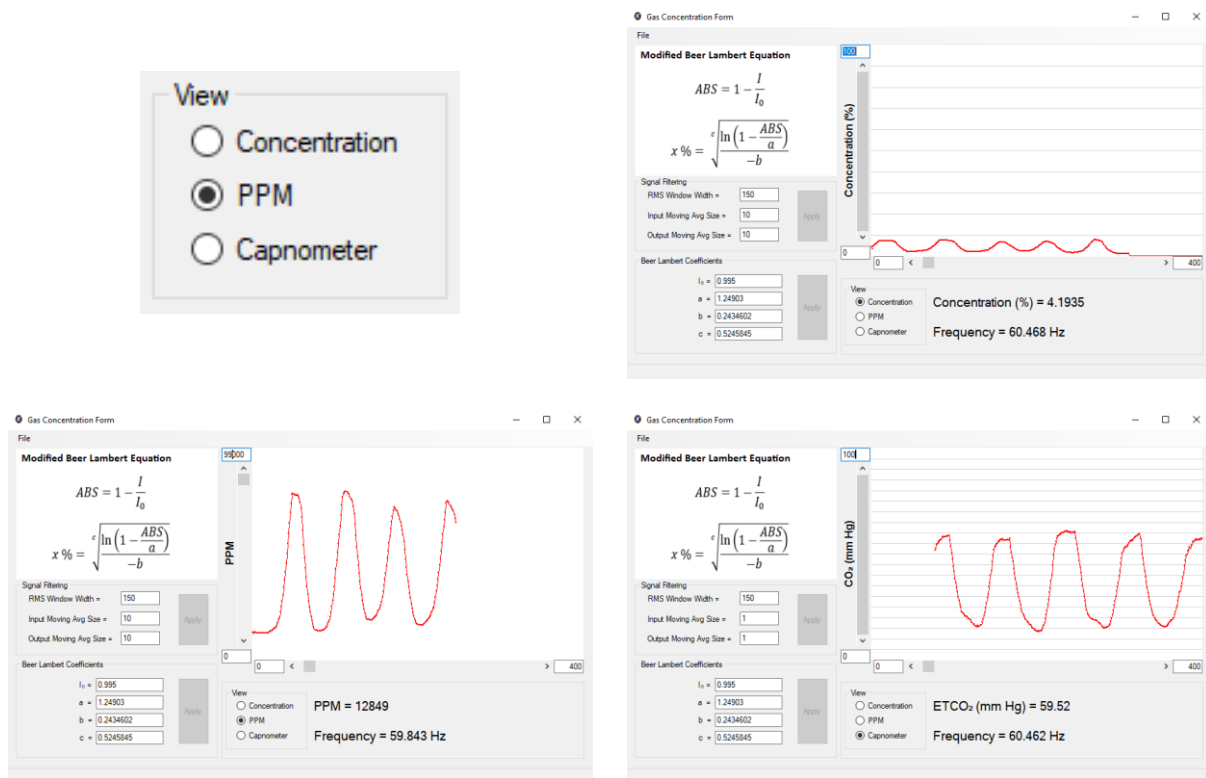 View
Concentration
PPM
Capnometer
Gas Concentration Form
File
Modified Beer Lambert Equation
ABS = 1 − I/I₀
x % = ᶜ√(ln(1 − ABS/a)/−b)
Signal Filtering
RMS Window Width = 150
Input Moving Avg Size = 10
Output Moving Avg Size = 10
Apply
Beer Lambert Coefficients
I₀ = 0.995
a = 1.24903
b = 0.2434602
c = 0.5245845
Apply
100
Concentration (%)
0
0 < > 400
View
Concentration
PPM
Capnometer
Concentration (%) = 4.1935
Frequency = 60.468 Hz
Gas Concentration Form
File
Modified Beer Lambert Equation
ABS = 1 − I/I₀
x % = ᶜ√(ln(1 − ABS/a)/−b)
Signal Filtering
RMS Window Width = 150
Input Moving Avg Size = 10
Output Moving Avg Size = 10
Apply
Beer Lambert Coefficients
I₀ = 0.995
a = 1.24903
b = 0.2434602
c = 0.5245845
Apply
99000
PPM
0
0 < > 400
View
Concentration
PPM
Capnometer
PPM = 12849
Frequency = 59.843 Hz
Gas Concentration Form
File
Modified Beer Lambert Equation
ABS = 1 − I/I₀
x % = ᶜ√(ln(1 − ABS/a)/−b)
Signal Filtering
RMS Window Width = 150
Input Moving Avg Size = 1
Output Moving Avg Size = 1
Apply
Beer Lambert Coefficients
I₀ = 0.995
a = 1.24903
b = 0.2434602
c = 0.5245845
Apply
100
CO₂ (mm Hg)
0
0 < > 400
View
Concentration
PPM
Capnometer
ETCO₂ (mm Hg) = 59.52
Frequency = 60.462 Hz